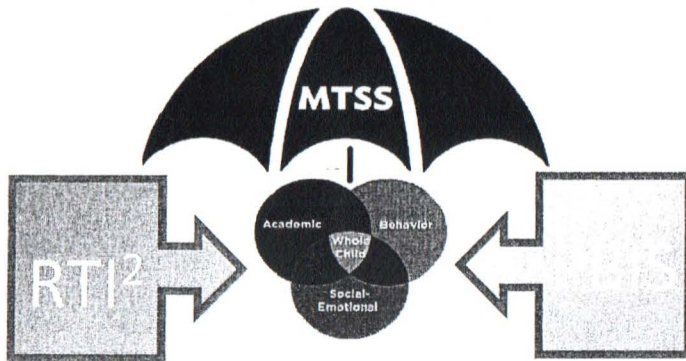 MTSS
RTI²
Academic
Behavior
Whole
Child
Social-
Emotional